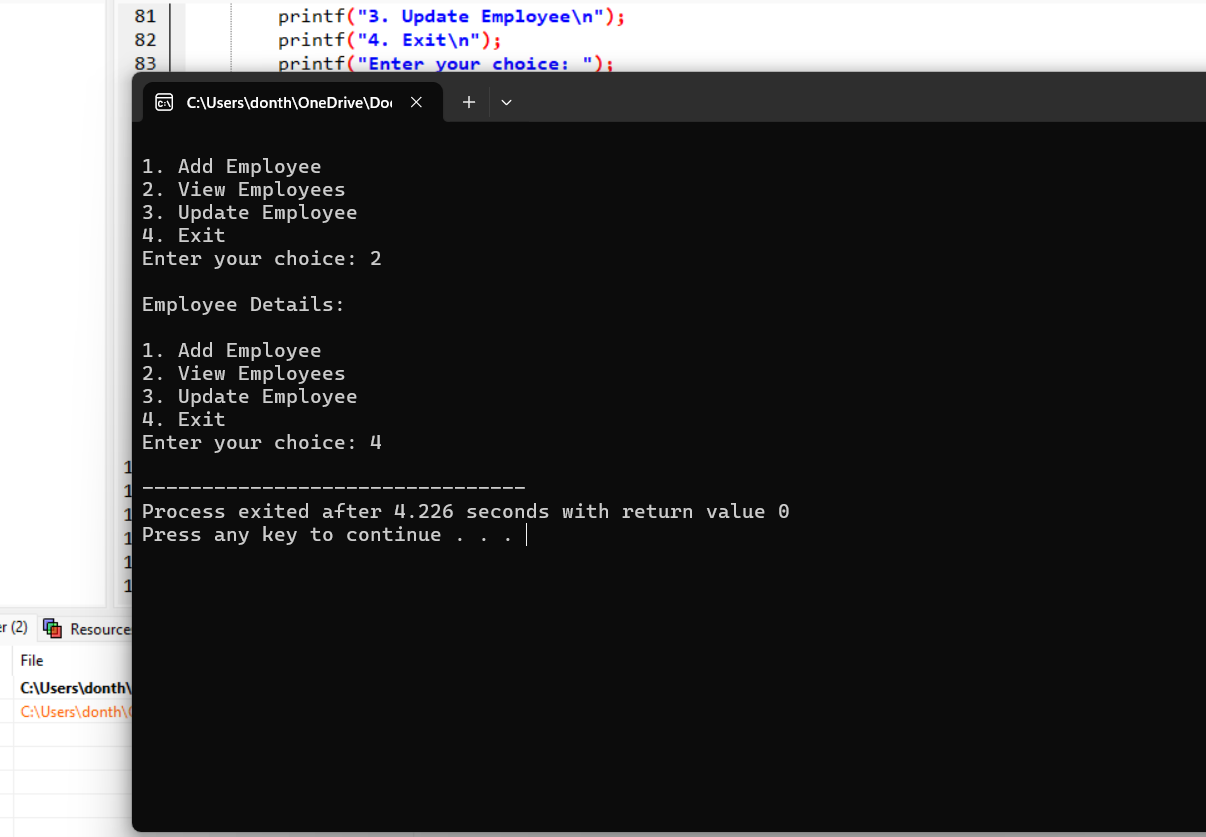 81 printf("3. Update Employee\n");
82 printf("4. Exit\n");
83 printf("Enter your choice: ");
C:\Users\donth\OneDrive\Do
1. Add Employee
2. View Employees
3. Update Employee
4. Exit
Enter your choice: 2
Employee Details:
1. Add Employee
2. View Employees
3. Update Employee
4. Exit
Enter your choice: 4
--------------------------------
Process exited after 4.226 seconds with return value 0
Press any key to continue . . .
1
1
1
1
1
1
er (2) Resource
File
C:\Users\donth\
C:\Users\donth\